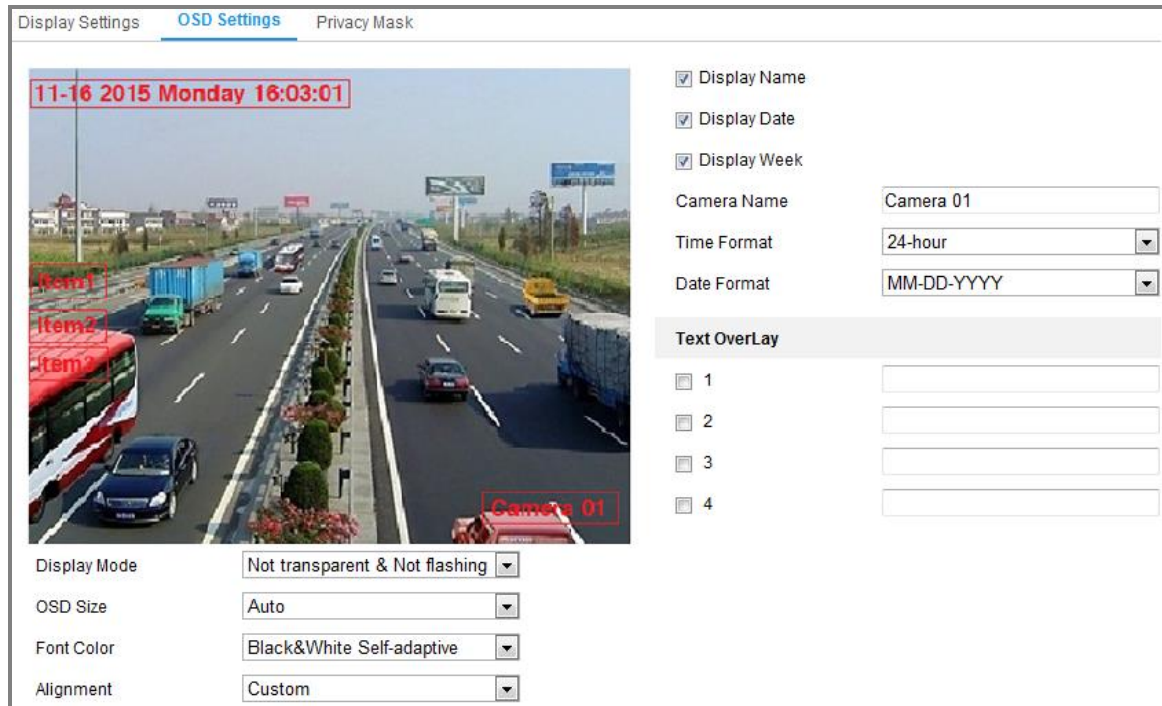 Display Settings OSD Settings Privacy Mask
11-16 2015 Monday 16:03:01
Item1
Item2
Item3
Camera 01
Display Mode Not transparent & Not flashing
OSD Size Auto
Font Color Black&White Self-adaptive
Alignment Custom
Display Name
Display Date
Display Week
Camera Name Camera 01
Time Format 24-hour
Date Format MM-DD-YYYY
Text OverLay
1
2
3
4